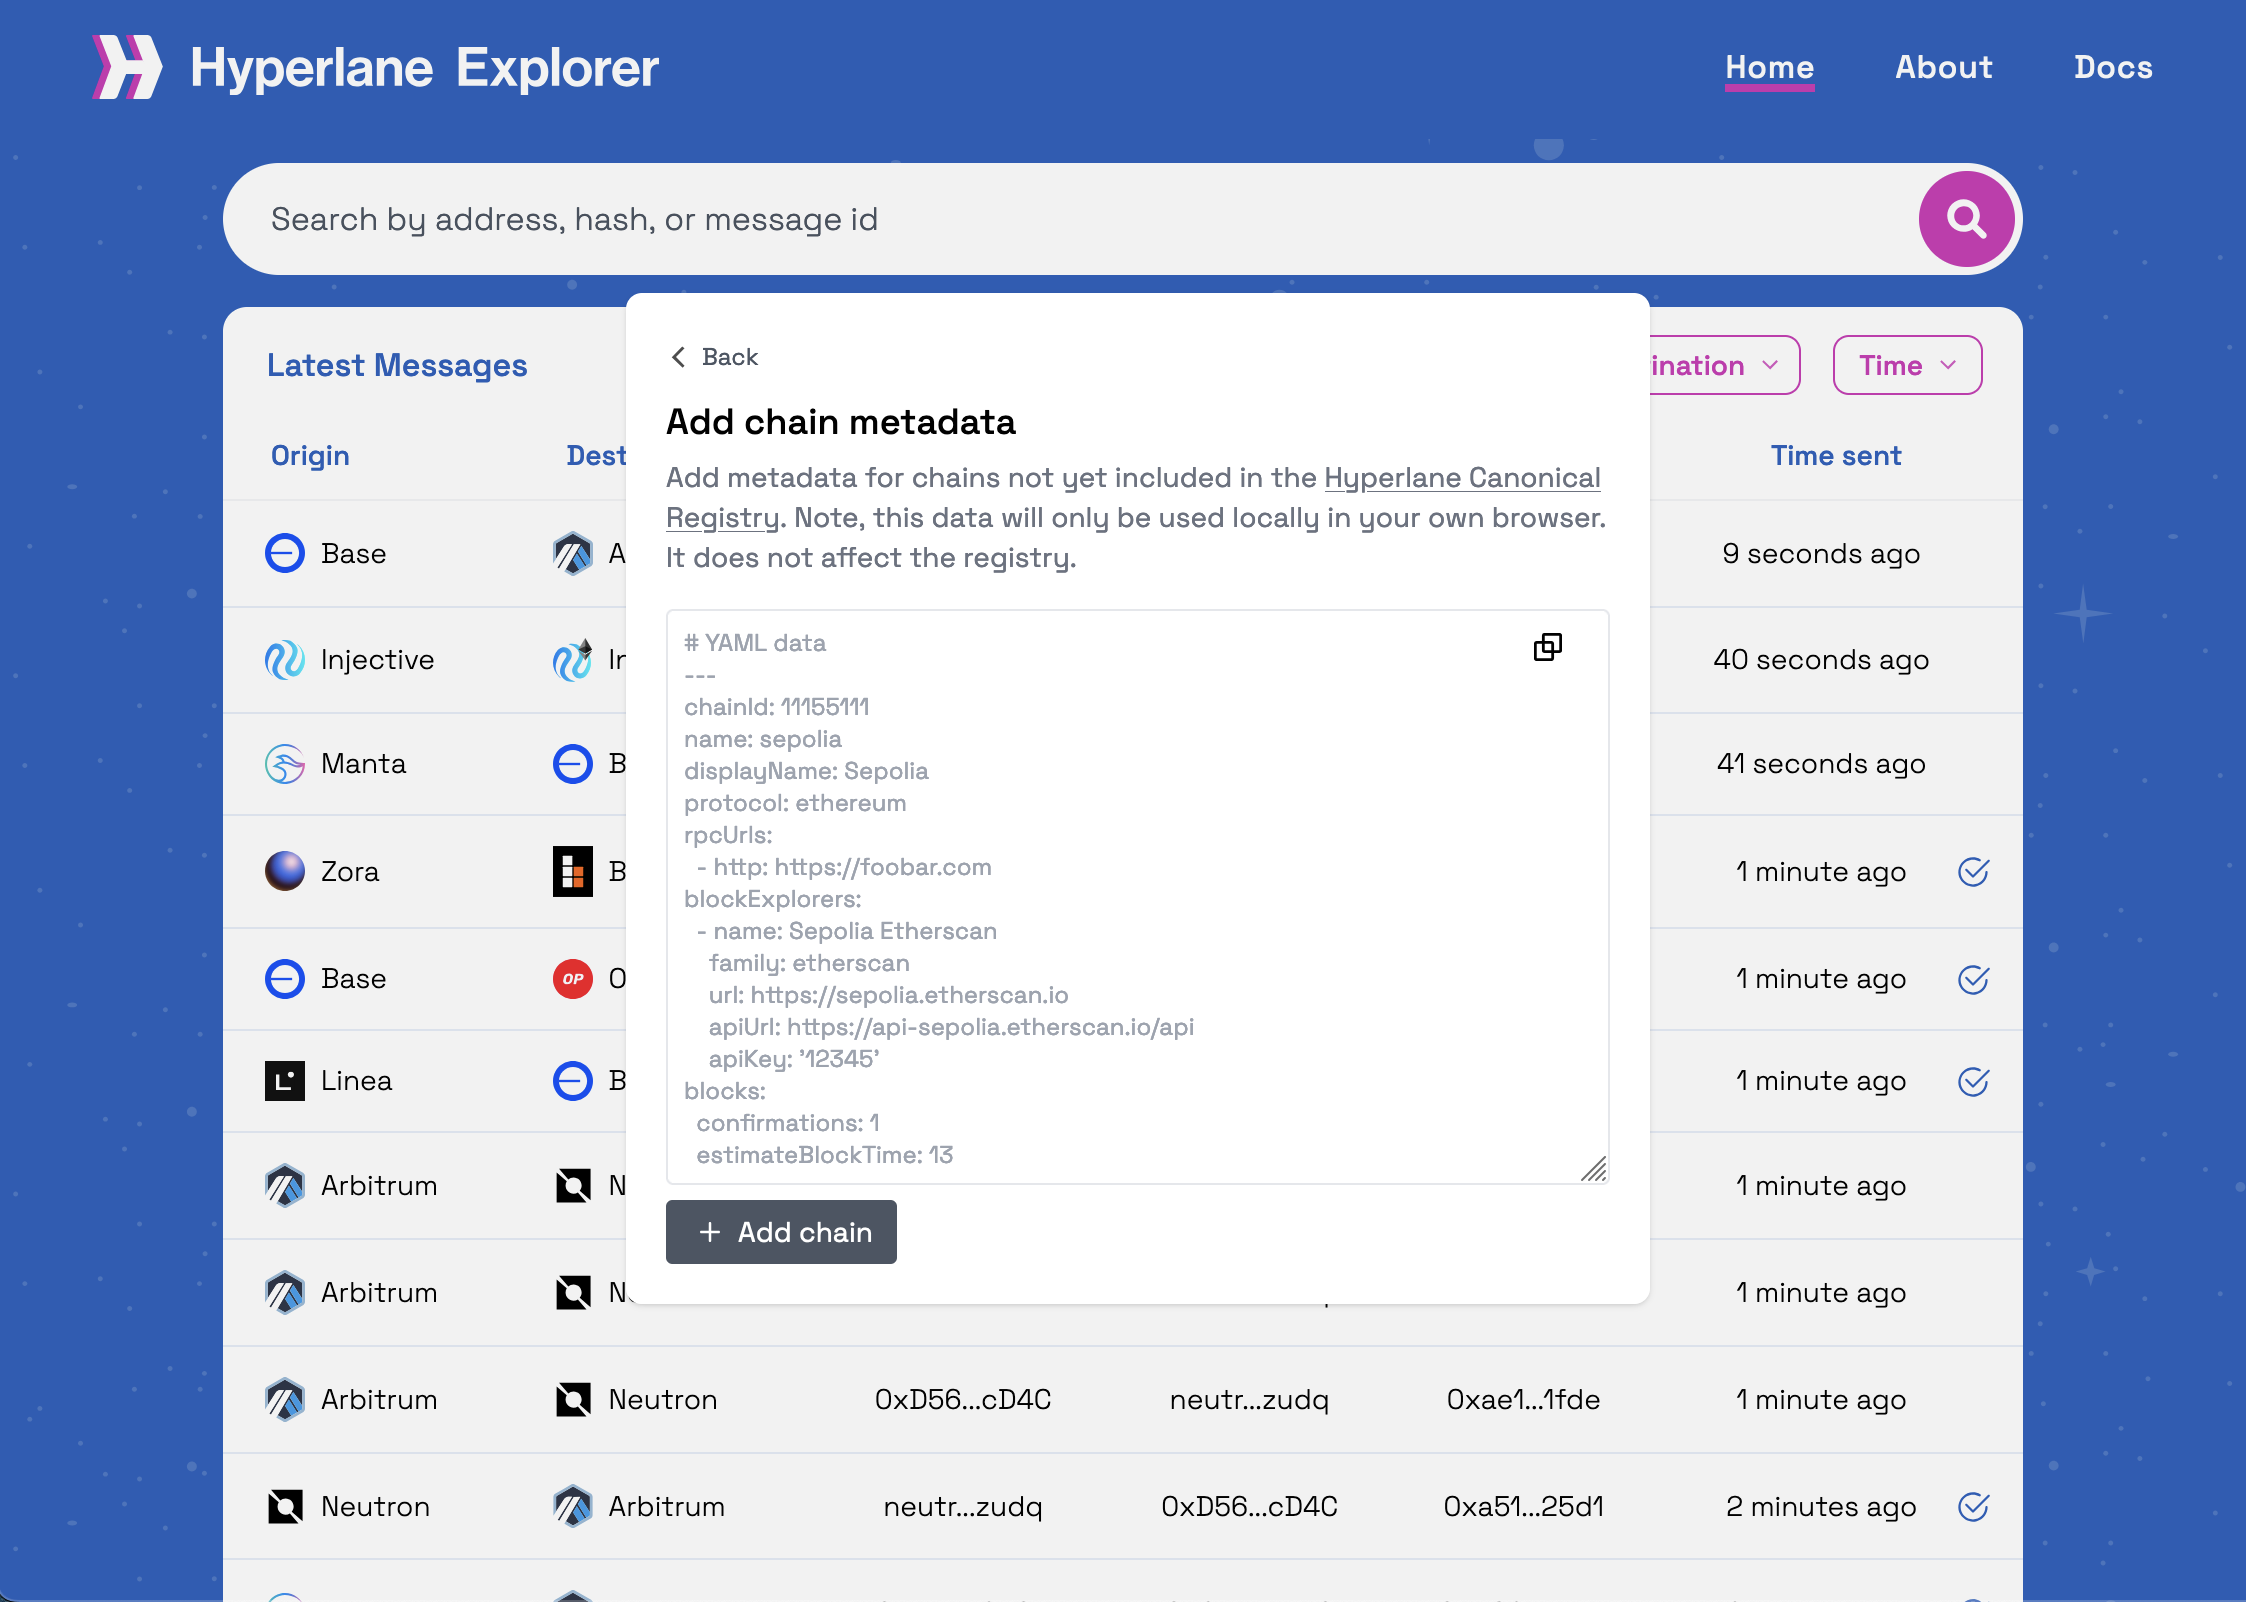 Hyperlane Explorer
Home About Docs
Search by address, hash, or message id
Latest Messages
ination Time
Origin Dest Time sent
Base A 9 seconds ago
Injective In 40 seconds ago
Manta B 41 seconds ago
Zora B 1 minute ago
Base OP O 1 minute ago
Linea B 1 minute ago
Arbitrum N 1 minute ago
Arbitrum N 1 minute ago
Arbitrum Neutron 0xD56...cD4C neutr...zudq 0xae1...1fde 1 minute ago
Neutron Arbitrum neutr...zudq 0xD56...cD4C 0xa51...25d1 2 minutes ago
Back
Add chain metadata
Add metadata for chains not yet included in the Hyperlane Canonical
Registry. Note, this data will only be used locally in your own browser.
It does not affect the registry.
# YAML data
---
chainId: 11155111
name: sepolia
displayName: Sepolia
protocol: ethereum
rpcUrls:
- http: https://foobar.com
blockExplorers:
- name: Sepolia Etherscan
family: etherscan
url: https://sepolia.etherscan.io
apiUrl: https://api-sepolia.etherscan.io/api
apiKey: '12345'
blocks:
confirmations: 1
estimateBlockTime: 13
+ Add chain